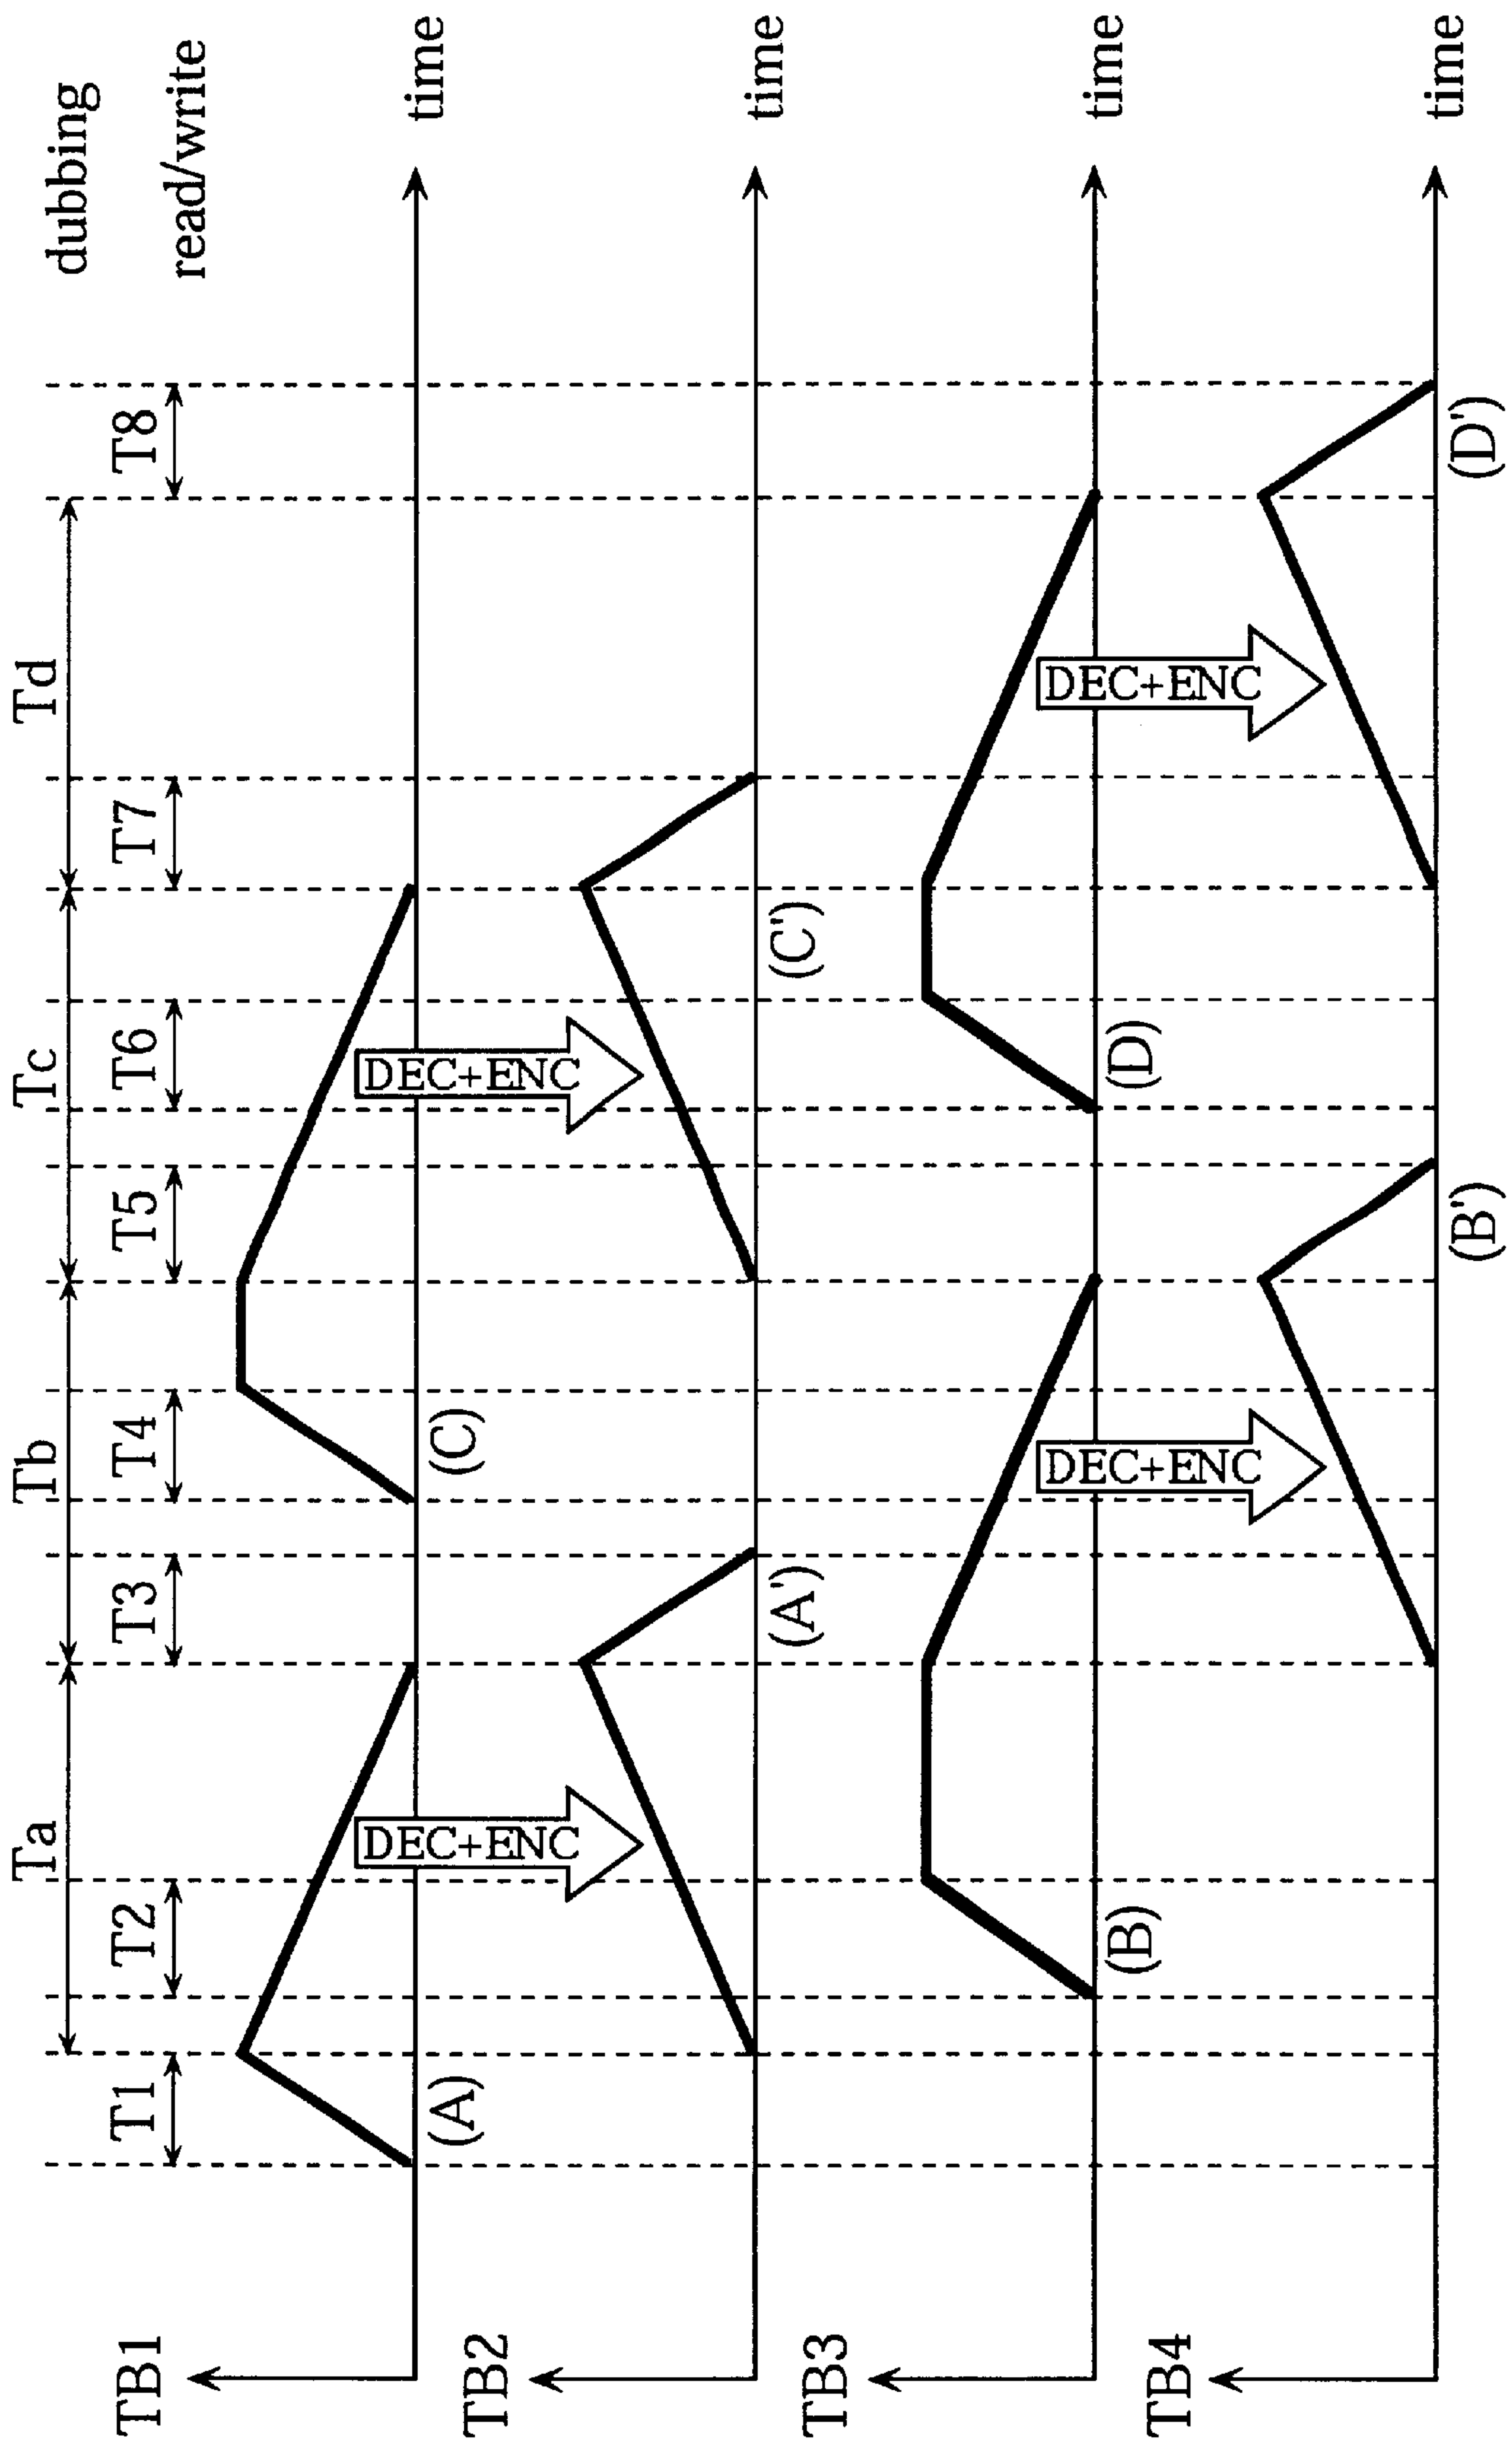 Ta Tb Tc Td dubbing
T1 T2 T3 T4 T5 T6 T7 T8 read/write
TB1
time
(A)
(C)
DEC+ENC
DEC+ENC
TB2
time
(A')
(C')
TB3
time
(B)
(D)
DEC+ENC
DEC+ENC
TB4
time
(B')
(D')